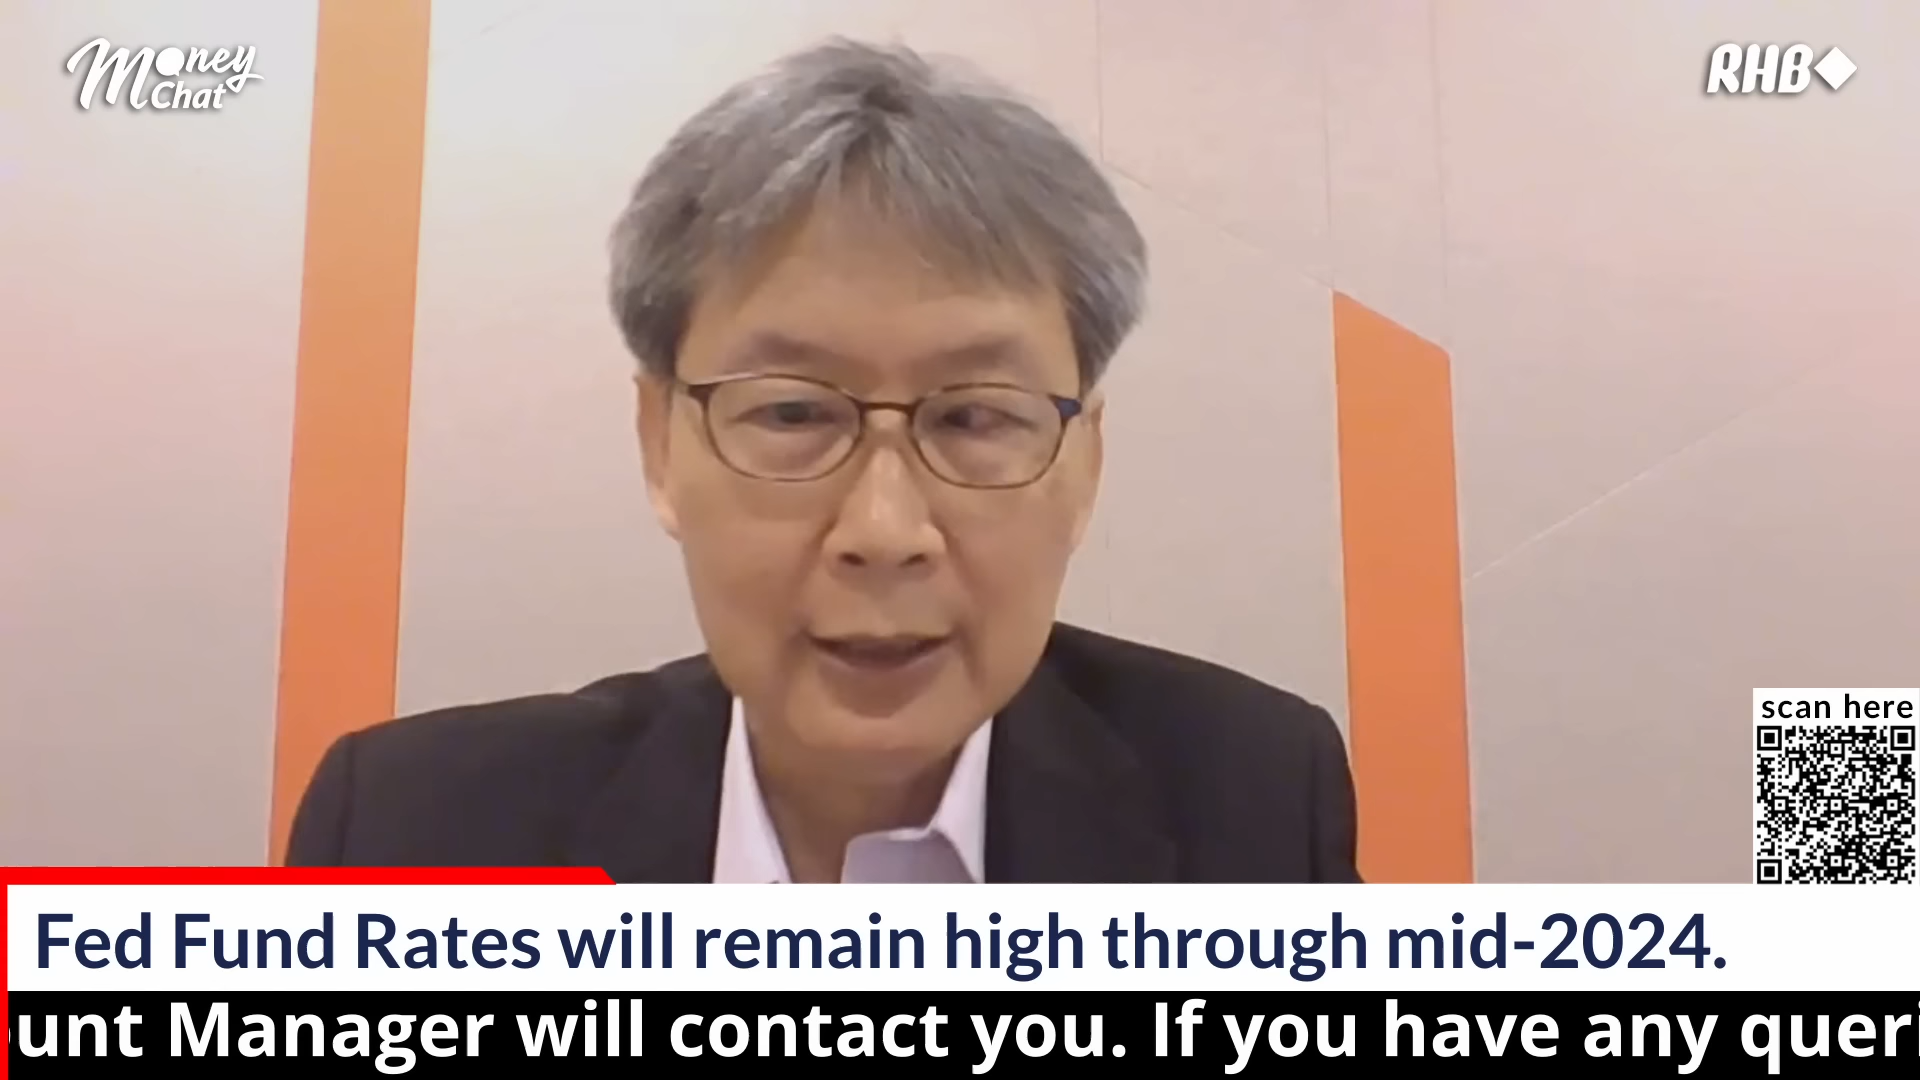 Money
Chat
RHB
scan here
Fed Fund Rates will remain high through mid-2024.
unt Manager will contact you. If you have any queri